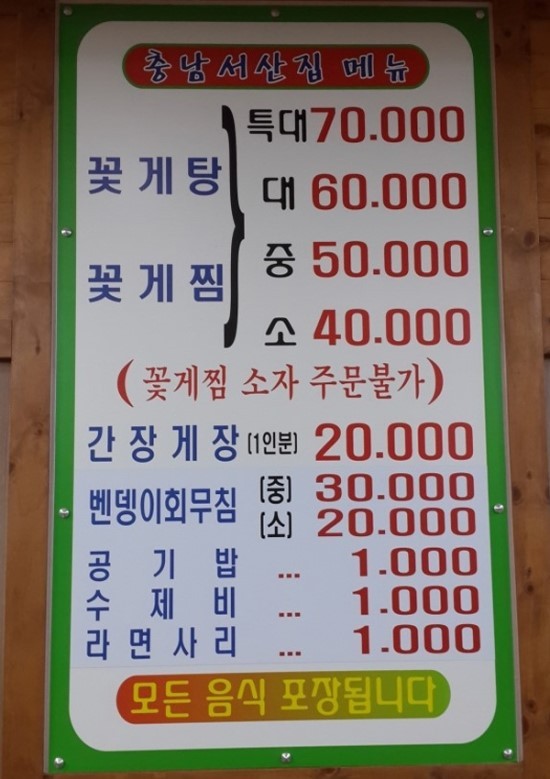 충남서산집 메뉴
특대 70.000
꽃게탕
대 60.000
중 50.000
꽃게찜
소 40.000
(꽃게찜 소자 주문불가)
간장게장 (1인분) 20.000
벤뎅이회무침 (중) 30.000
(소) 20.000
공기밥 ... 1.000
수제비 ... 1.000
라면사리 ... 1.000
모든 음식 포장됩니다